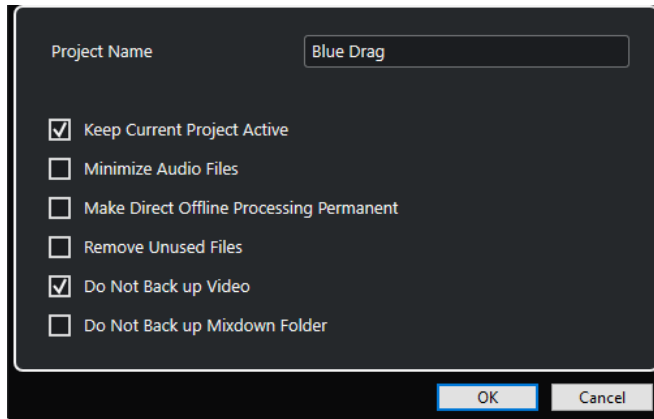 Project Name
Blue Drag
Keep Current Project Active
Minimize Audio Files
Make Direct Offline Processing Permanent
Remove Unused Files
Do Not Back up Video
Do Not Back up Mixdown Folder
OK
Cancel